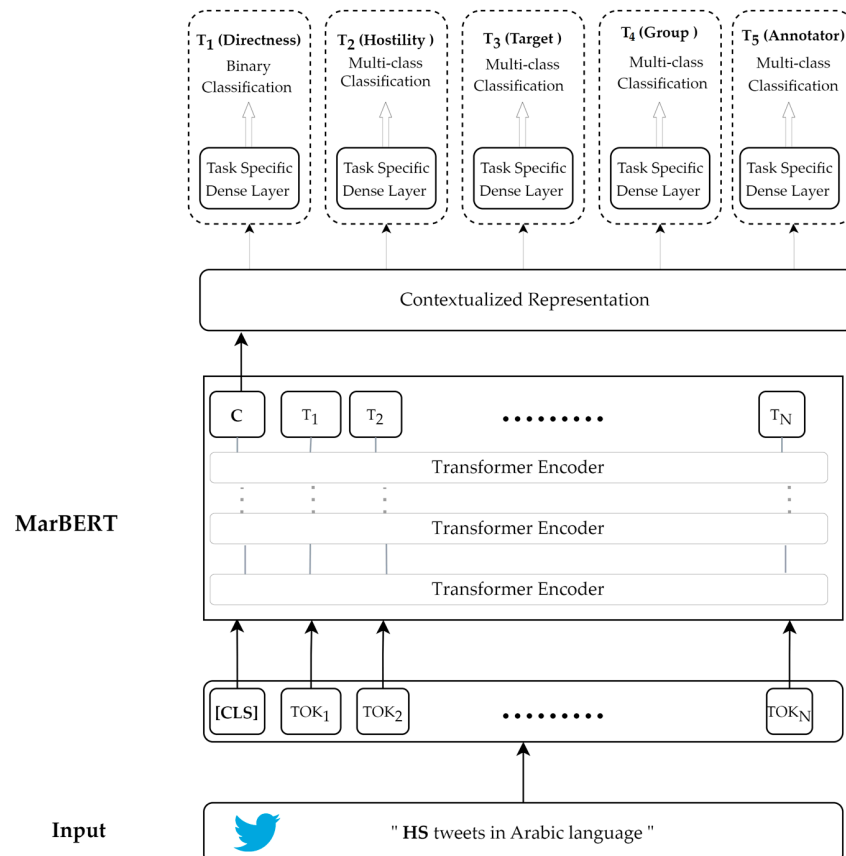 T1 (Directness) T2 (Hostility ) T3 (Target) T4 (Group ) T5 (Annotator)
Binary Classification Multi-class Classification Multi-class Classification Multi-class Classification Multi-class Classification
Task Specific Dense Layer Task Specific Dense Layer Task Specific Dense Layer Task Specific Dense Layer Task Specific Dense Layer
Contextualized Representation
C T1 T2 ......... TN
Transformer Encoder
MarBERT Transformer Encoder
Transformer Encoder
[CLS] TOK1 TOK2 ......... TOKN
Input " HS tweets in Arabic language "